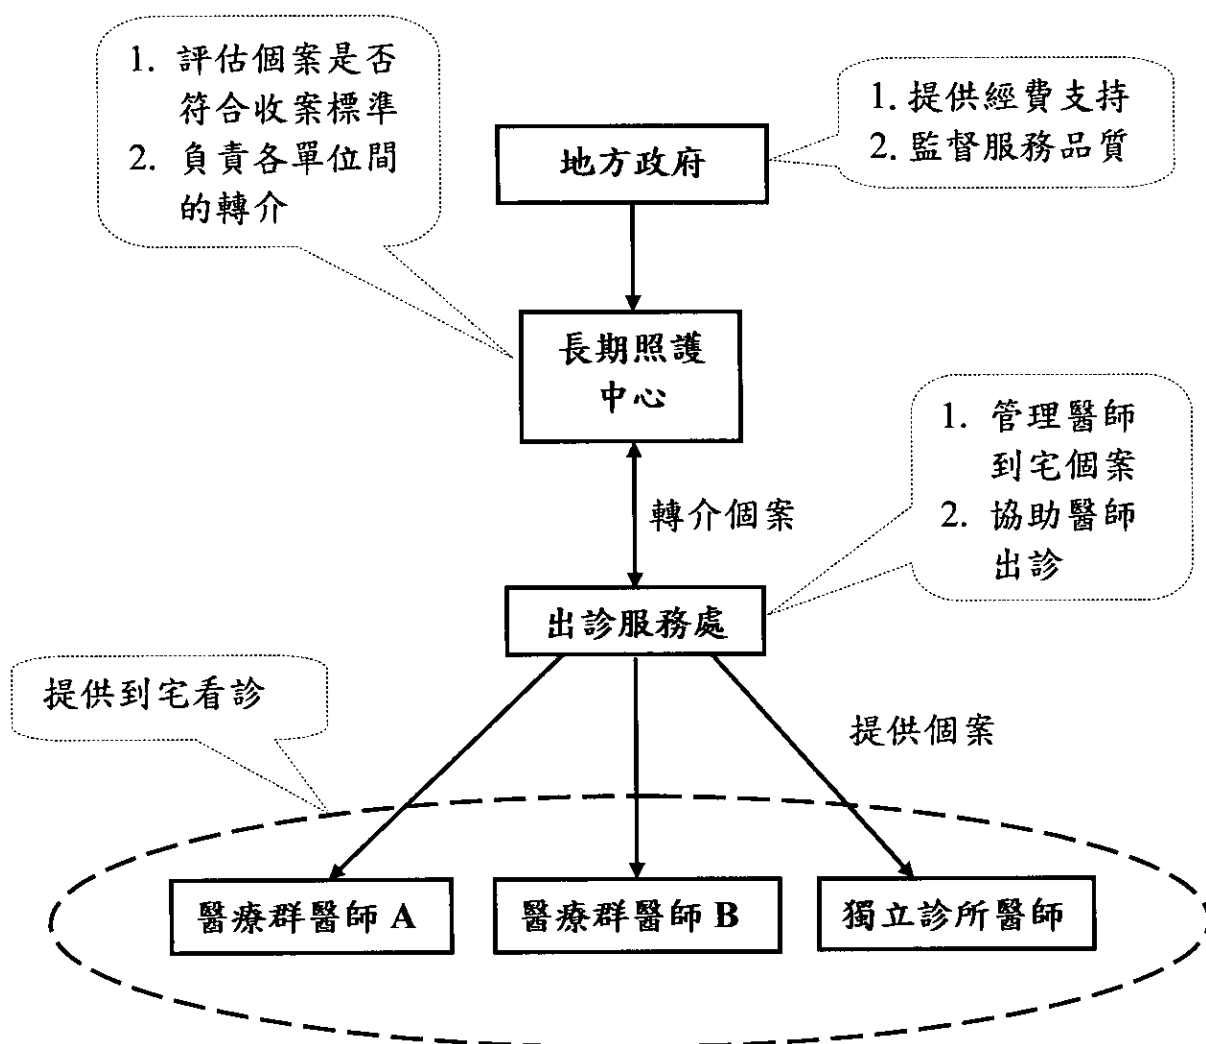 1. 評估個案是否
符合收案標準
2. 負責各單位間
的轉介
1. 提供經費支持
2. 監督服務品質
地方政府
長期照護
中心
1. 管理醫師
到宅個案
2. 協助醫師
出診
轉介個案
出診服務處
提供到宅看診
提供個案
醫療群醫師 A
醫療群醫師 B
獨立診所醫師